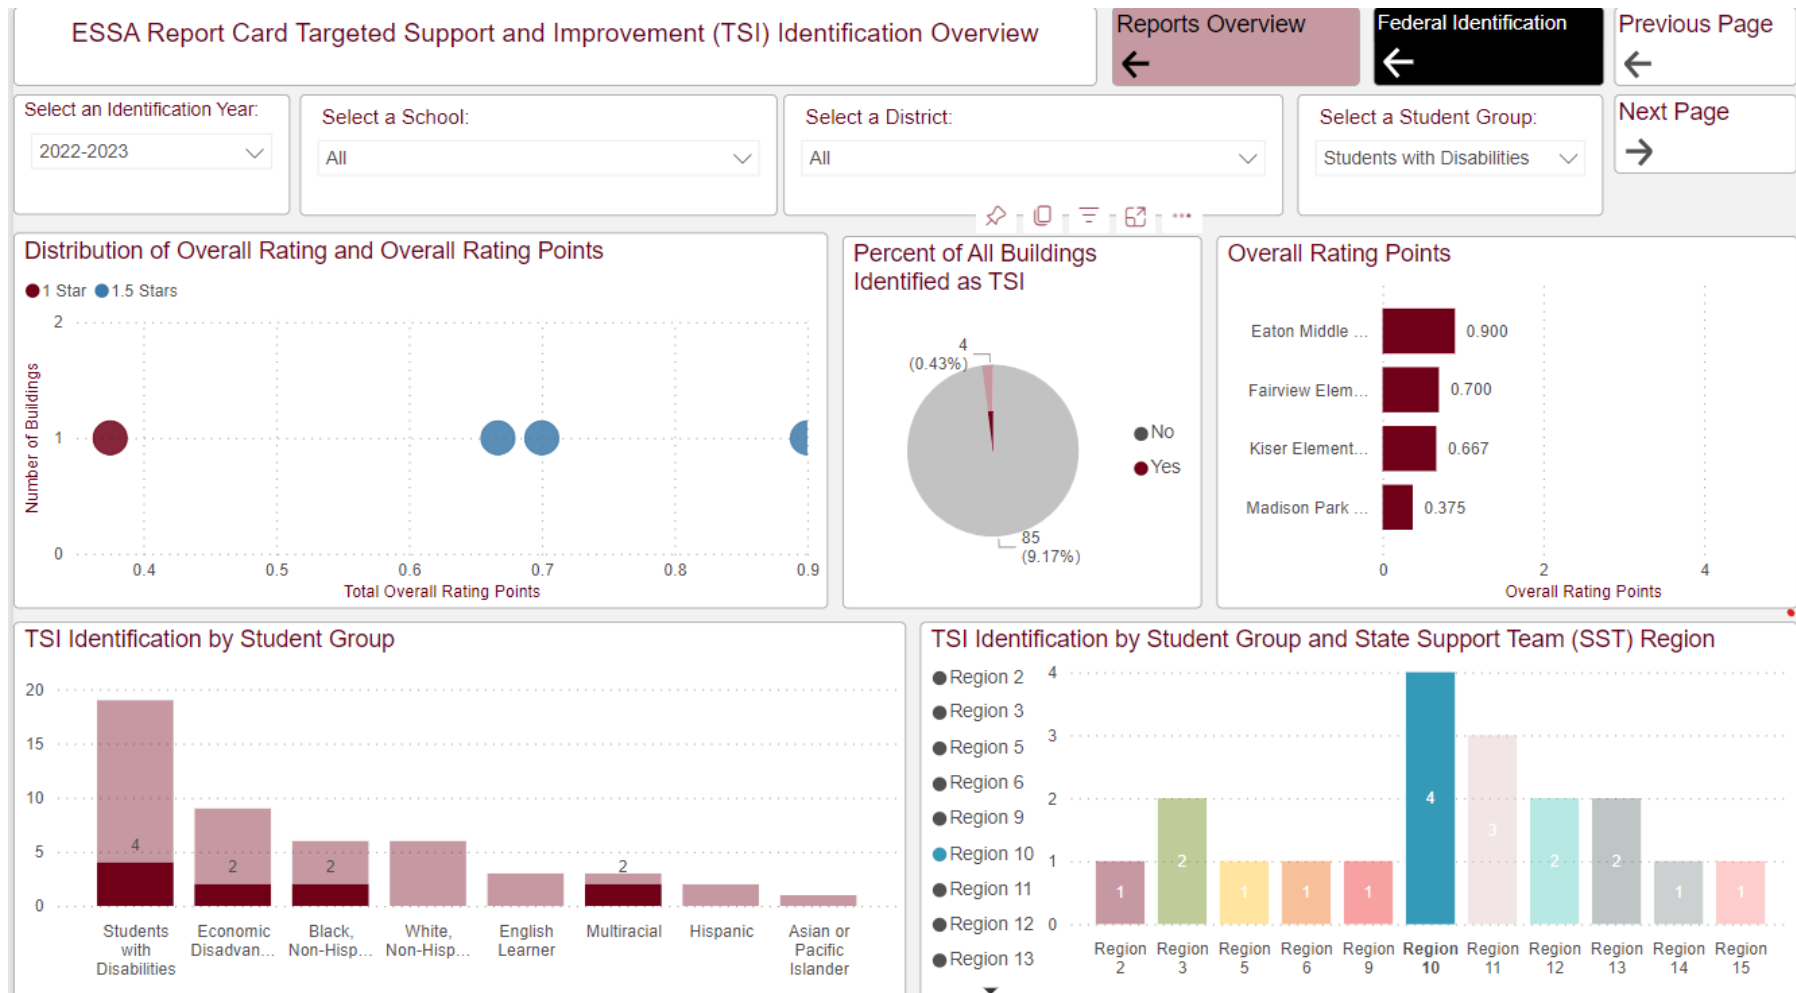 ESSA Report Card Targeted Support and Improvement (TSI) Identification Overview
Reports Overview
Federal Identification
Previous Page
Select an Identification Year:
2022-2023
Select a School:
All
Select a District:
All
Select a Student Group:
Students with Disabilities
Next Page
Distribution of Overall Rating and Overall Rating Points
1 Star
1.5 Stars
Number of Buildings
2
1
0
0.4
0.5
0.6
0.7
0.8
0.9
Total Overall Rating Points
Percent of All Buildings
Identified as TSI
4
(0.43%)
No
Yes
85
(9.17%)
Overall Rating Points
Eaton Middle ...
0.900
Fairview Elem...
0.700
Kiser Element...
0.667
Madison Park ...
0.375
0
2
4
Overall Rating Points
TSI Identification by Student Group
20
15
10
5
0
4
2
2
2
Students
with
Disabilities
Economic
Disadvan...
Black,
Non-Hisp...
White,
Non-Hisp...
English
Learner
Multiracial
Hispanic
Asian or
Pacific
Islander
TSI Identification by Student Group and State Support Team (SST) Region
Region 2
Region 3
Region 5
Region 6
Region 9
Region 10
Region 11
Region 12
Region 13
4
3
2
1
0
1
2
1
1
1
4
3
2
2
1
1
Region
2
Region
3
Region
5
Region
6
Region
9
Region
10
Region
11
Region
12
Region
13
Region
14
Region
15